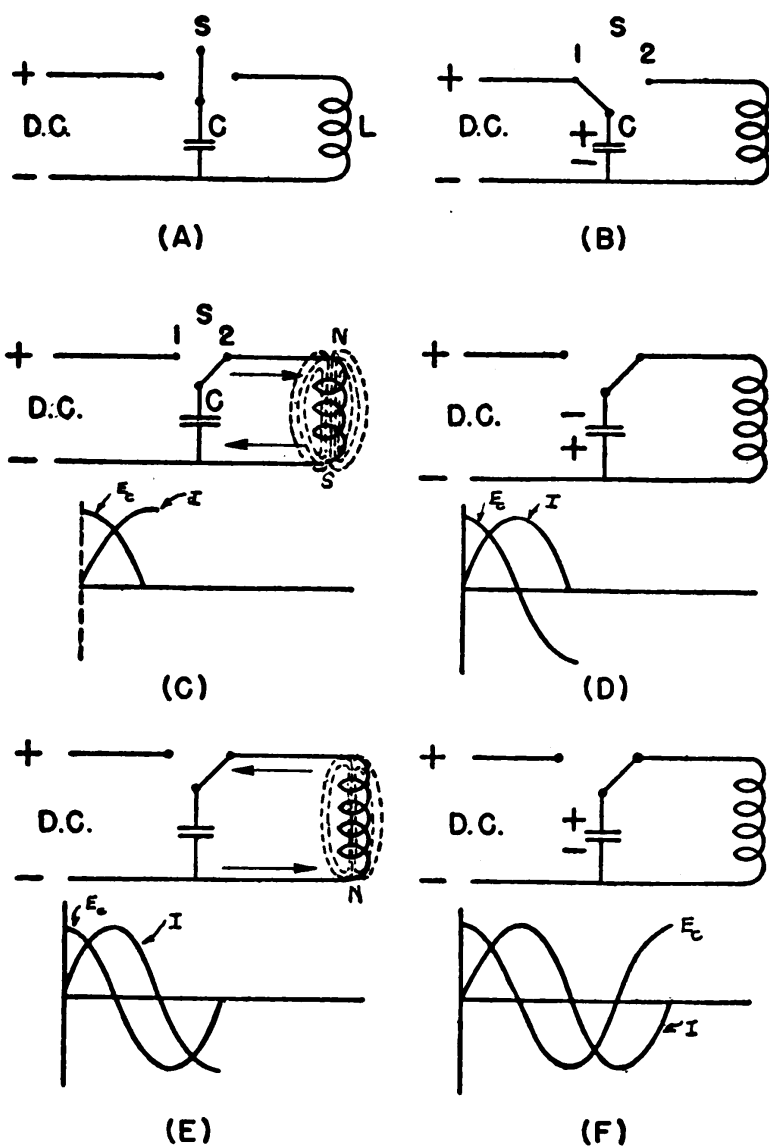 S
+
D.C. C L
-
(A)
S
1 2
+
D.C. + C
-
-
(B)
S
1 2 N
+
D.C. C
-
S
Ec I
(C)
+
D.C. -
+
-
Ec I
(D)
+
D.C.
-
N
Ec I
(E)
+
D.C. +
-
-
Ec
I
(F)